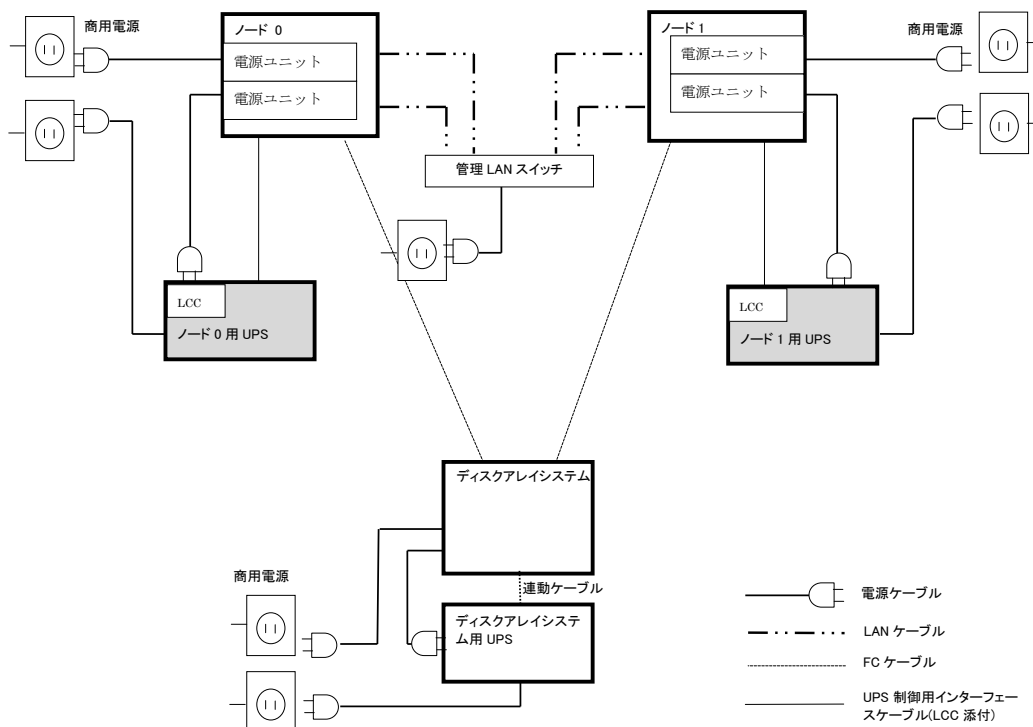 商用電源
ノード 0
電源ユニット
電源ユニット
ノード 1
電源ユニット
電源ユニット
商用電源
管理 LAN スイッチ
LCC
ノード 0 用 UPS
LCC
ノード 1 用 UPS
ディスクアレイシステム
連動ケーブル
商用電源
ディスクアレイシステ
ム用 UPS
電源ケーブル
LAN ケーブル
FC ケーブル
UPS 制御用インターフェー
スケーブル(LCC 添付)